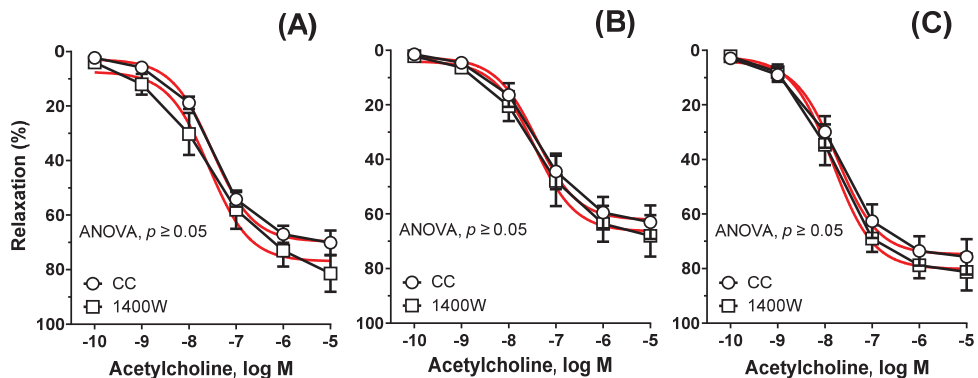 (A)
0
20
40
60
80
100
Relaxation (%)
ANOVA, p ≥ 0.05
CC
1400W
-10 -9 -8 -7 -6 -5
Acetylcholine, log M
(B)
0
20
40
60
80
100
ANOVA, p ≥ 0.05
CC
1400W
-10 -9 -8 -7 -6 -5
Acetylcholine, log M
(C)
0
20
40
60
80
100
ANOVA, p ≥ 0.05
CC
1400W
-10 -9 -8 -7 -6 -5
Acetylcholine, log M